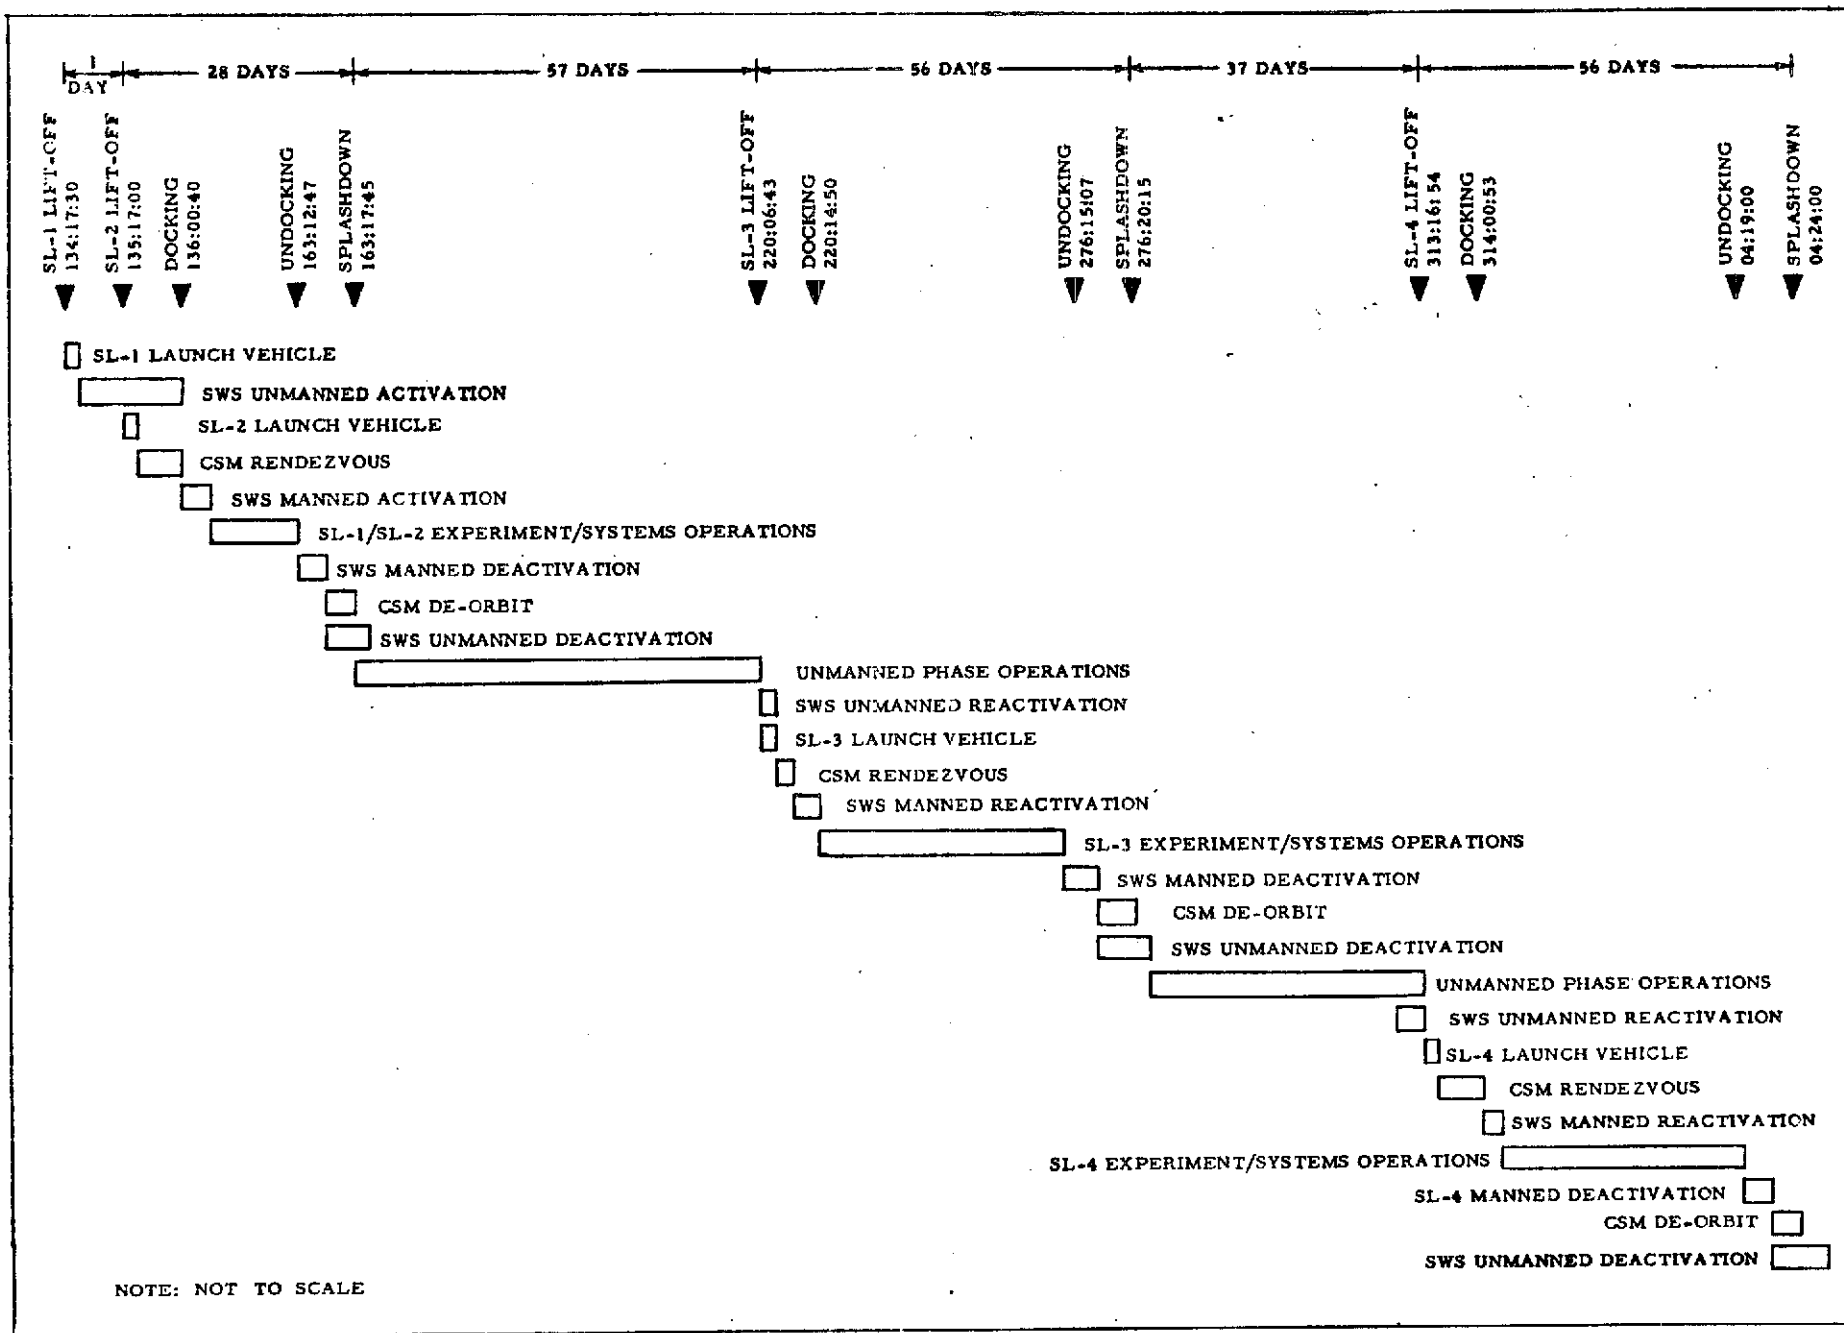 1
DAY
28 DAYS
57 DAYS
56 DAYS
37 DAYS
56 DAYS
SL-1 LIFT-OFF
134:17:30
SL-2 LIFT-OFF
135:17:00
DOCKING
136:00:40
UNDOCKING
163:12:47
SPLASHDOWN
163:17:45
SL-3 LIFT-OFF
220:06:43
DOCKING
220:14:50
UNDOCKING
276:15:07
SPLASHDOWN
276:20:15
SL-4 LIFT-OFF
313:16:54
DOCKING
314:00:53
UNDOCKING
04:19:00
SPLASHDOWN
04:24:00
SL-1 LAUNCH VEHICLE
SWS UNMANNED ACTIVATION
SL-2 LAUNCH VEHICLE
CSM RENDEZVOUS
SWS MANNED ACTIVATION
SL-1/SL-2 EXPERIMENT/SYSTEMS OPERATIONS
SWS MANNED DEACTIVATION
CSM DE-ORBIT
SWS UNMANNED DEACTIVATION
UNMANNED PHASE OPERATIONS
SWS UNMANNED REACTIVATION
SL-3 LAUNCH VEHICLE
CSM RENDEZVOUS
SWS MANNED REACTIVATION
SL-3 EXPERIMENT/SYSTEMS OPERATIONS
SWS MANNED DEACTIVATION
CSM DE-ORBIT
SWS UNMANNED DEACTIVATION
UNMANNED PHASE OPERATIONS
SWS UNMANNED REACTIVATION
SL-4 LAUNCH VEHICLE
CSM RENDEZVOUS
SWS MANNED REACTIVATION
SL-4 EXPERIMENT/SYSTEMS OPERATIONS
SL-4 MANNED DEACTIVATION
CSM DE-ORBIT
SWS UNMANNED DEACTIVATION
NOTE: NOT TO SCALE